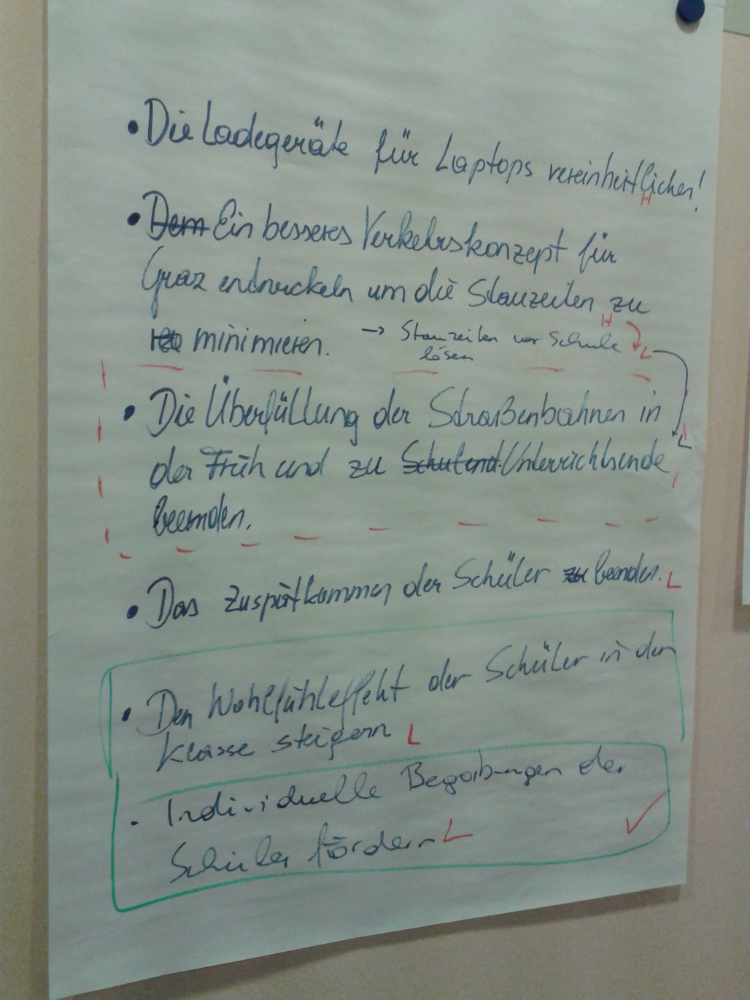 • Die Ladegeräte für Laptops vereinheitlichen!
H
• Dem Ein besseres Verkehrskonzept für
Graz entwickeln um die Stauzeiten zu
minimieren. → Stauzeiten vor Schule H L
lösen
• Die Überfüllung der Straßenbahnen in
der Früh und zu Schulend. Unterrichtsende L
beenden.
• Das Zuspätkommen der Schüler zu beenden. L
• Den Wohlfühleffekt der Schüler in der
Klasse steigern L
· Individuelle Begabungen der
Schüler fördern L ✓